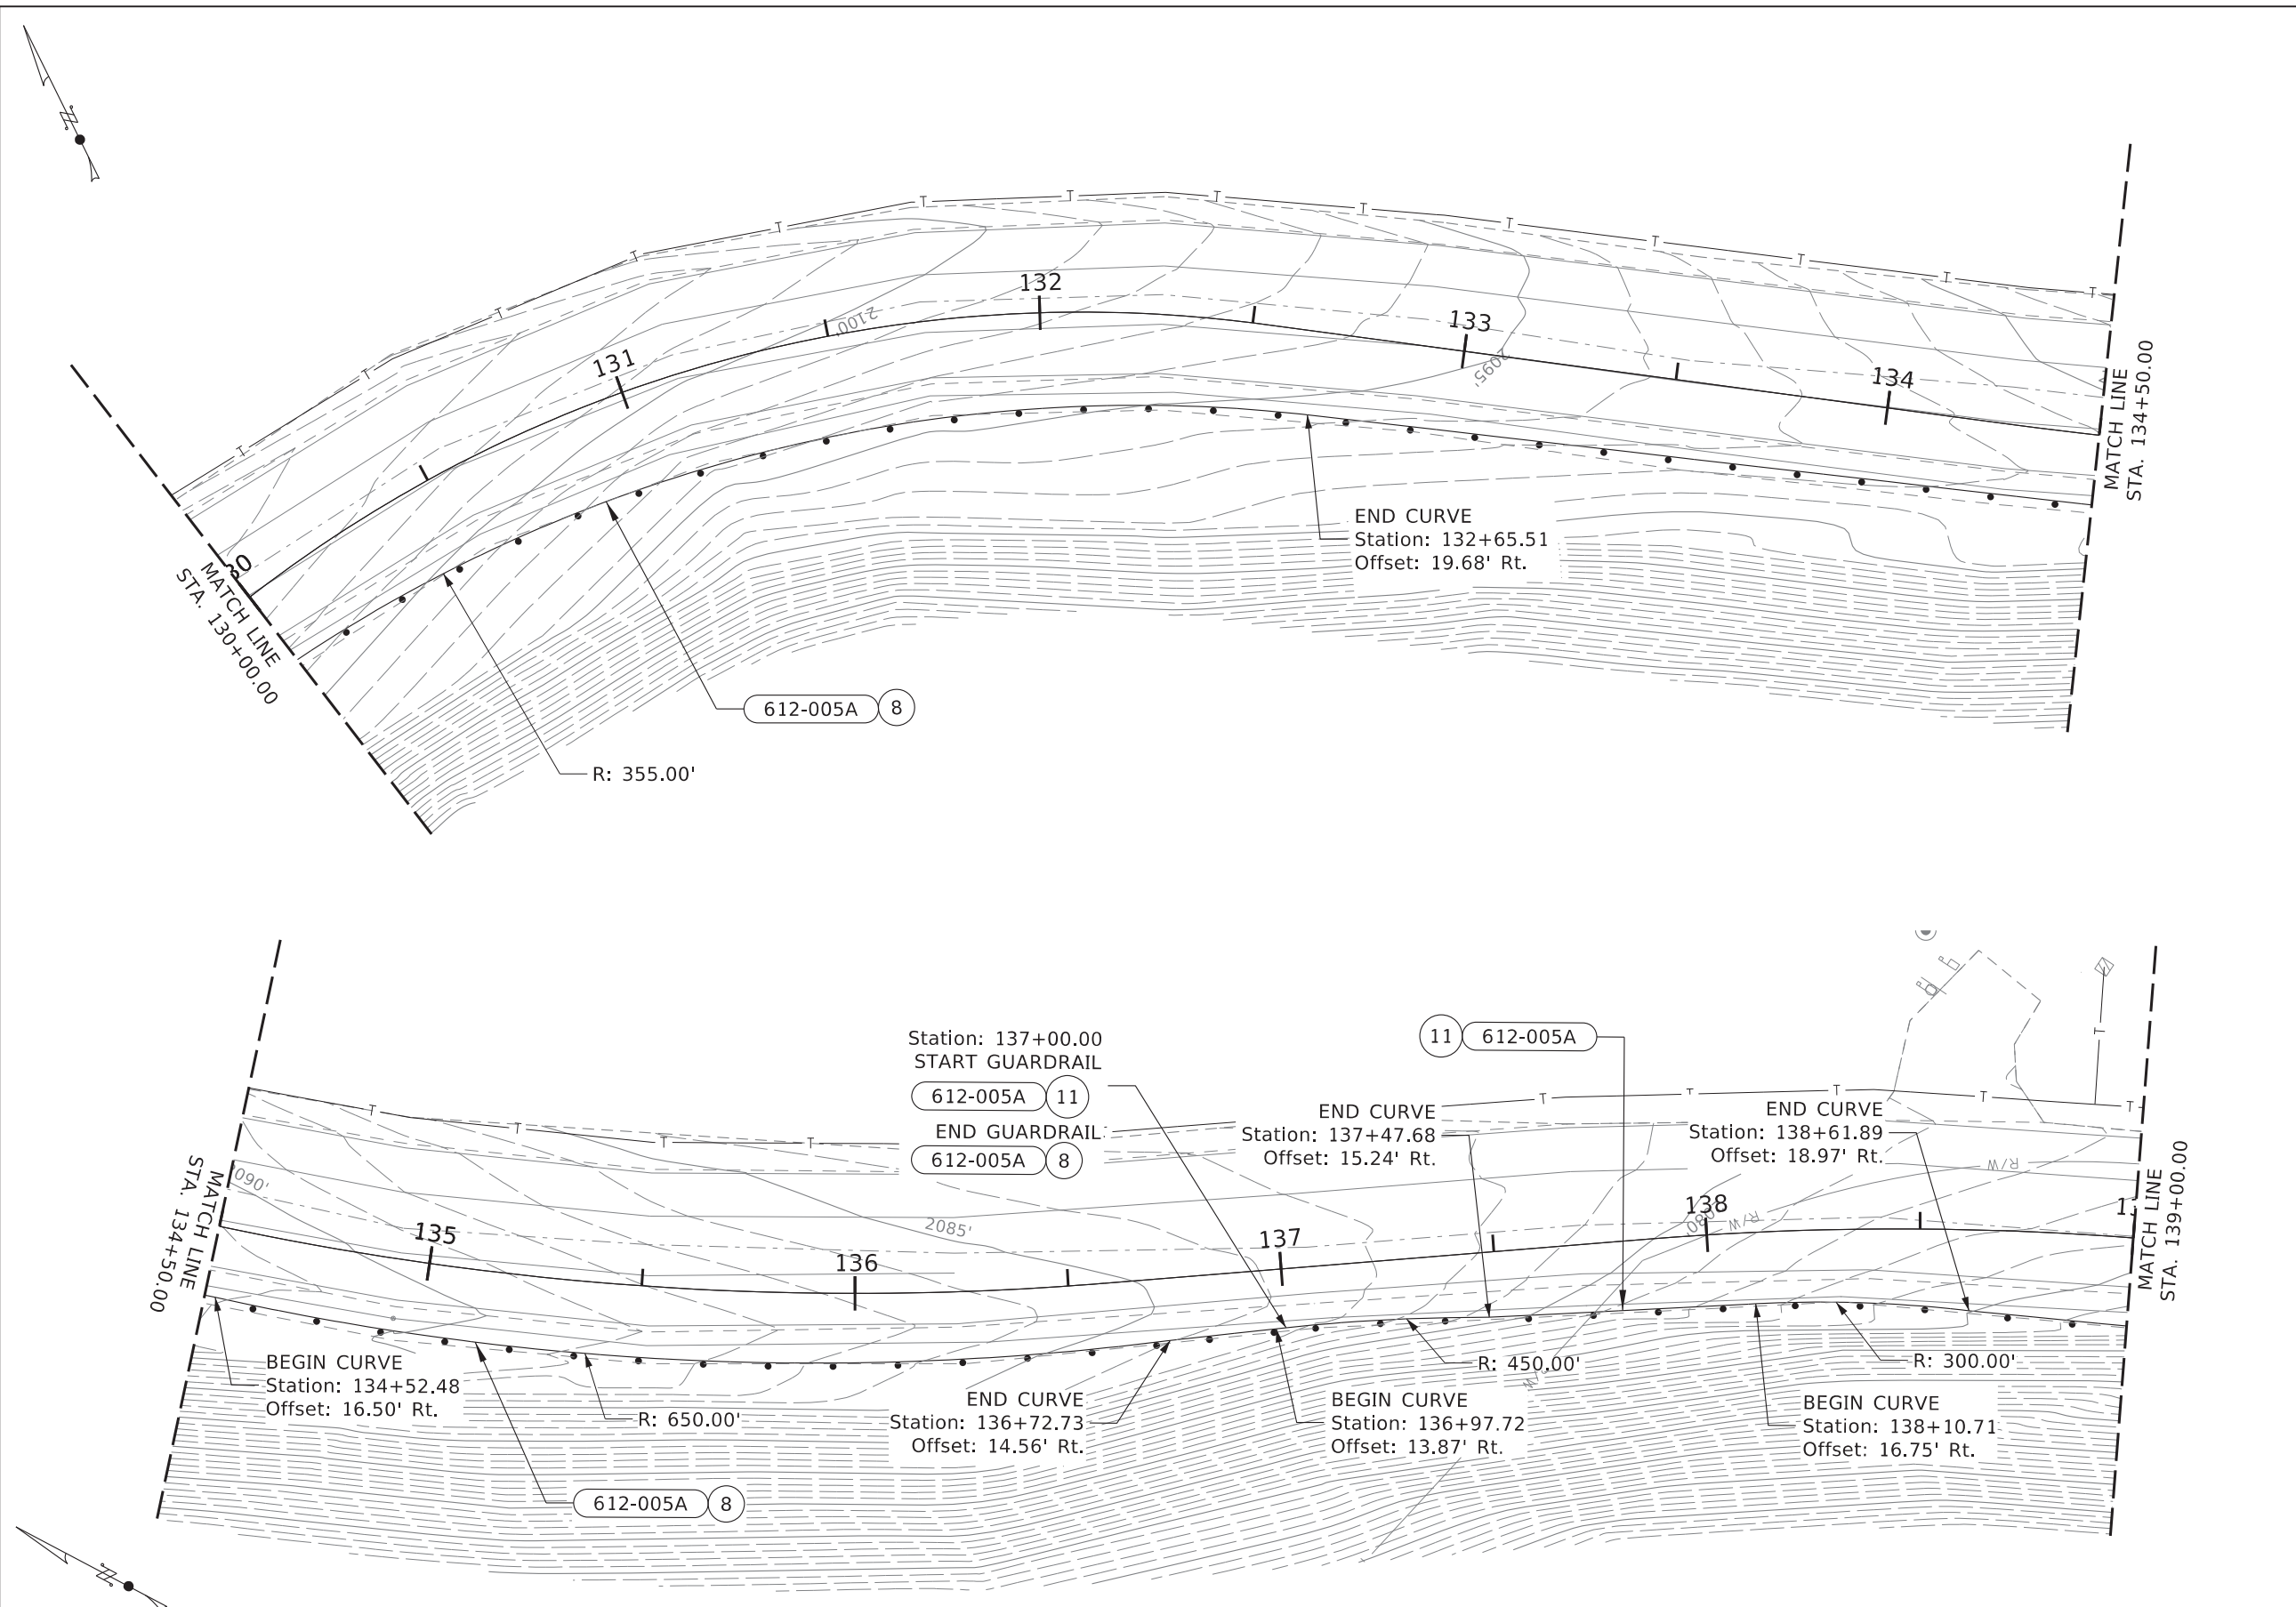 N
T T T T T T T T T T T T T T
132
131
2100'
133
2095'
134
MATCH LINE
STA. 134+50.00
MATCH LINE
STA. 130+00.00
END CURVE
Station: 132+65.51
Offset: 19.68' Rt.
612-005A 8
R: 355.00'
Station: 137+00.00
START GUARDRAIL
612-005A 11
END GUARDRAIL
612-005A 8
11 612-005A
END CURVE
Station: 137+47.68
Offset: 15.24' Rt.
END CURVE
Station: 138+61.89
Offset: 18.97' Rt.
T T T T T T T T T T
MATCH LINE
STA. 134+50.00
135
136
2085'
137
138
R/W
R/W
MATCH LINE
STA. 139+00.00
BEGIN CURVE
Station: 134+52.48
Offset: 16.50' Rt.
R: 650.00'
END CURVE
Station: 136+72.73
Offset: 14.56' Rt.
R: 450.00'
BEGIN CURVE
Station: 136+97.72
Offset: 13.87' Rt.
R: 300.00'
BEGIN CURVE
Station: 138+10.71
Offset: 16.75' Rt.
612-005A 8
N